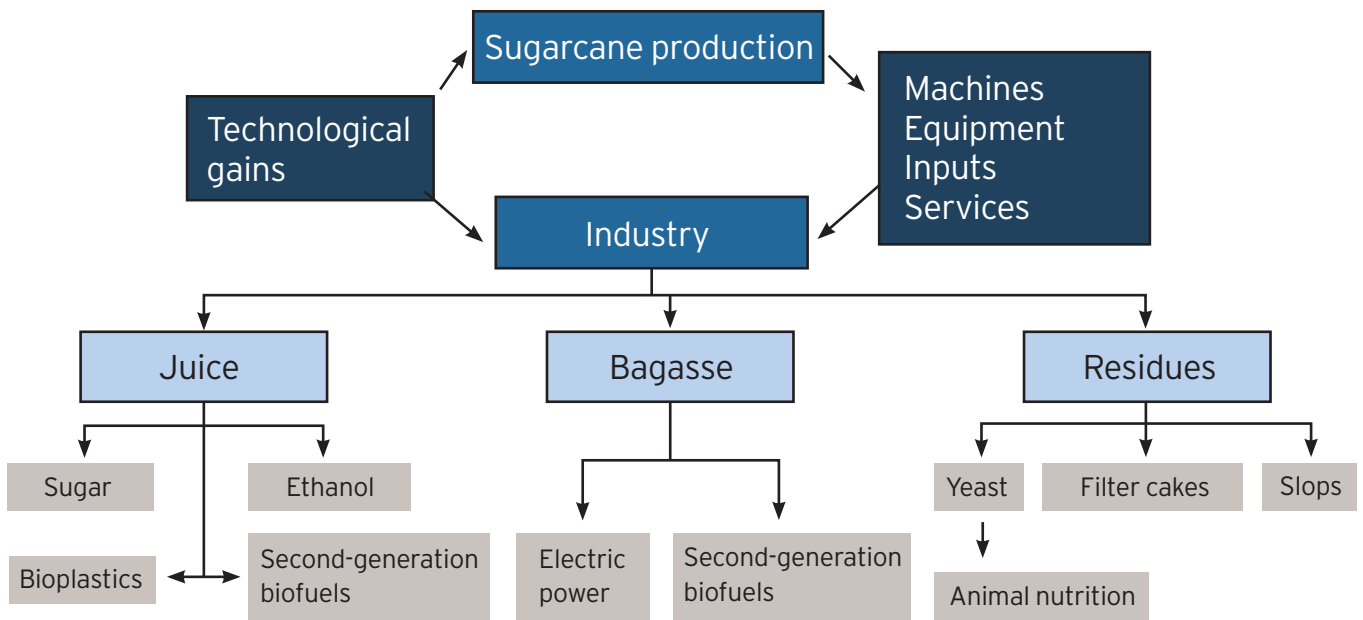 Sugarcane production
Technological
gains
Machines
Equipment
Inputs
Services
Industry
Juice
Bagasse
Residues
Sugar
Ethanol
Yeast
Filter cakes
Slops
Bioplastics
Second-generation
biofuels
Electric
power
Second-generation
biofuels
Animal nutrition